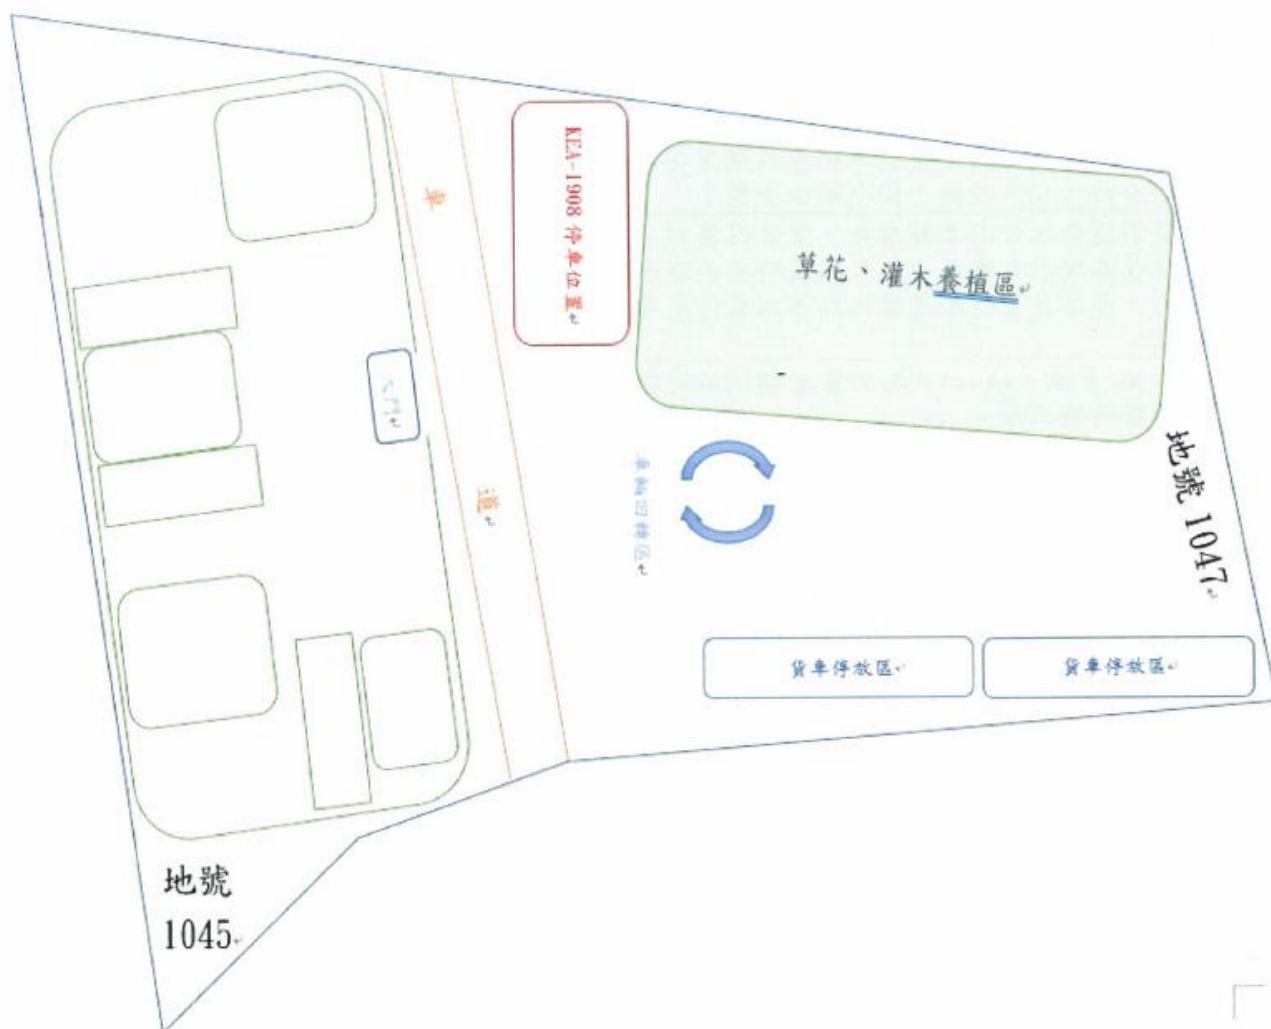 車
道
KEA-1908 停車位置
草花、灌木養植區
大門
車輛迴轉區
地號 1047
貨車停放區
貨車停放區
地號
1045